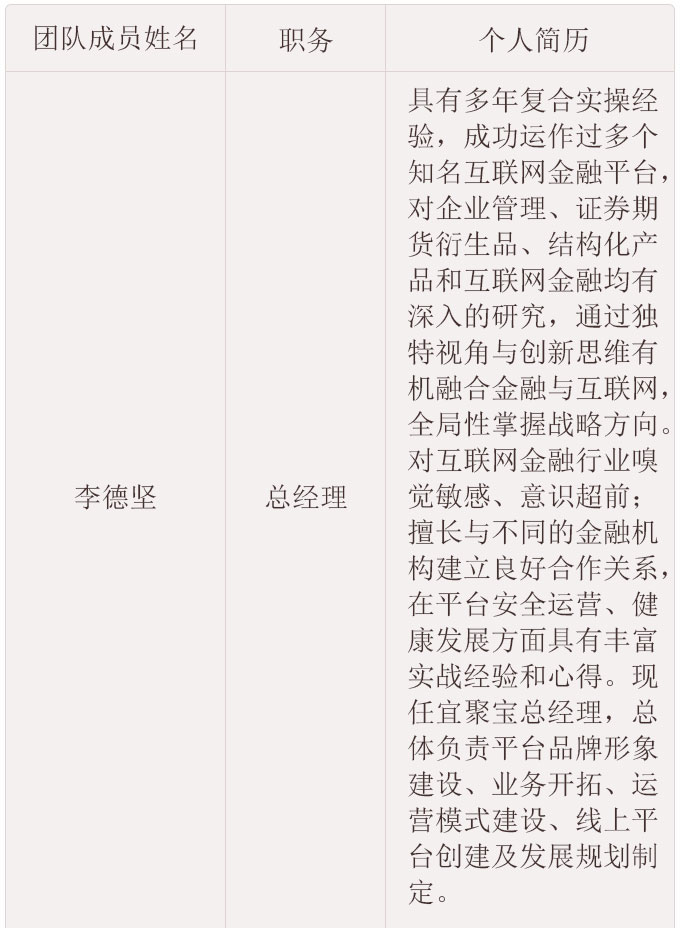 团队成员姓名 职务 个人简历
具有多年复合实操经
验，成功运作过多个
知名互联网金融平台，
对企业管理、证券期
货衍生品、结构化产
品和互联网金融均有
深入的研究，通过独
特视角与创新思维有
机融合金融与互联网，
全局性掌握战略方向。
对互联网金融行业嗅
李德坚 总经理 觉敏感、意识超前；
擅长与不同的金融机
构建立良好合作关系，
在平台安全运营、健
康发展方面具有丰富
实战经验和心得。现
任宜聚宝总经理，总
体负责平台品牌形象
建设、业务开拓、运
营模式建设、线上平
台创建及发展规划制
定。